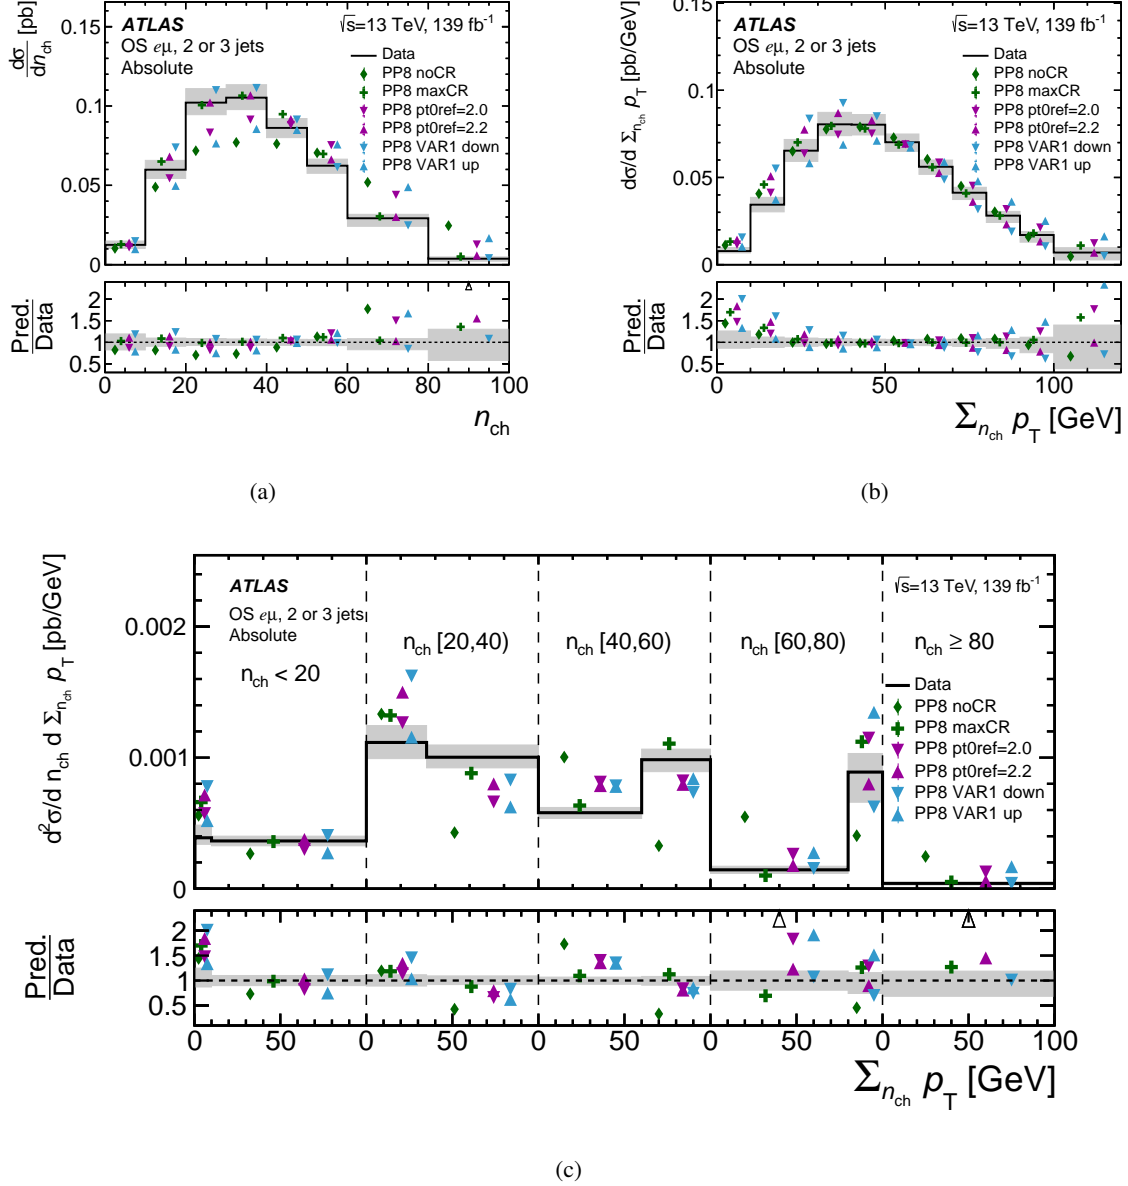 dσ/dn_ch [pb]
0.15
0.1
0.05
0
ATLAS
√s=13 TeV, 139 fb⁻¹
OS eμ, 2 or 3 jets
Absolute
Data
PP8 noCR
PP8 maxCR
PP8 pt0ref=2.0
PP8 pt0ref=2.2
PP8 VAR1 down
PP8 VAR1 up
Pred.
Data
2
1.5
1
0.5
0 20 40 60 80 100
n_ch
(a)
dσ/d Σ_{n_ch} p_T [pb/GeV]
0.15
0.1
0.05
0
ATLAS
√s=13 TeV, 139 fb⁻¹
OS eμ, 2 or 3 jets
Absolute
Data
PP8 noCR
PP8 maxCR
PP8 pt0ref=2.0
PP8 pt0ref=2.2
PP8 VAR1 down
PP8 VAR1 up
Pred.
Data
2
1.5
1
0.5
0 50 100
Σ_{n_ch} p_T [GeV]
(b)
d²σ/d n_ch d Σ_{n_ch} p_T [pb/GeV]
0.002
0.001
0
ATLAS
√s=13 TeV, 139 fb⁻¹
OS eμ, 2 or 3 jets
Absolute
n_ch < 20
n_ch [20,40)
n_ch [40,60)
n_ch [60,80)
n_ch ≥ 80
Data
PP8 noCR
PP8 maxCR
PP8 pt0ref=2.0
PP8 pt0ref=2.2
PP8 VAR1 down
PP8 VAR1 up
Pred.
Data
2
1.5
1
0.5
0 50 0 50 0 50 0 50 0 50 100
Σ_{n_ch} p_T [GeV]
(c)